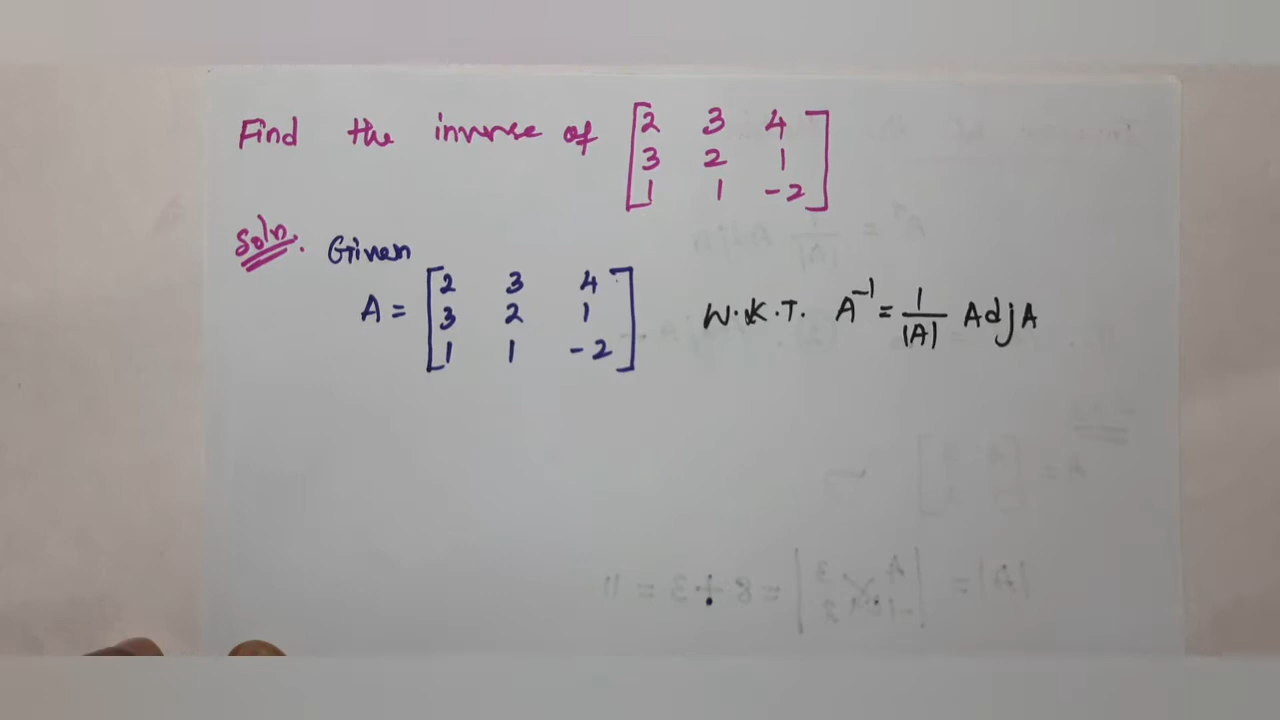 Find the inverse of [2 3 4
3 2 1
1 1 -2]
Soln. Given
A = [2 3 4
3 2 1
1 1 -2]
W.K.T. A⁻¹ = 1/|A| AdjA